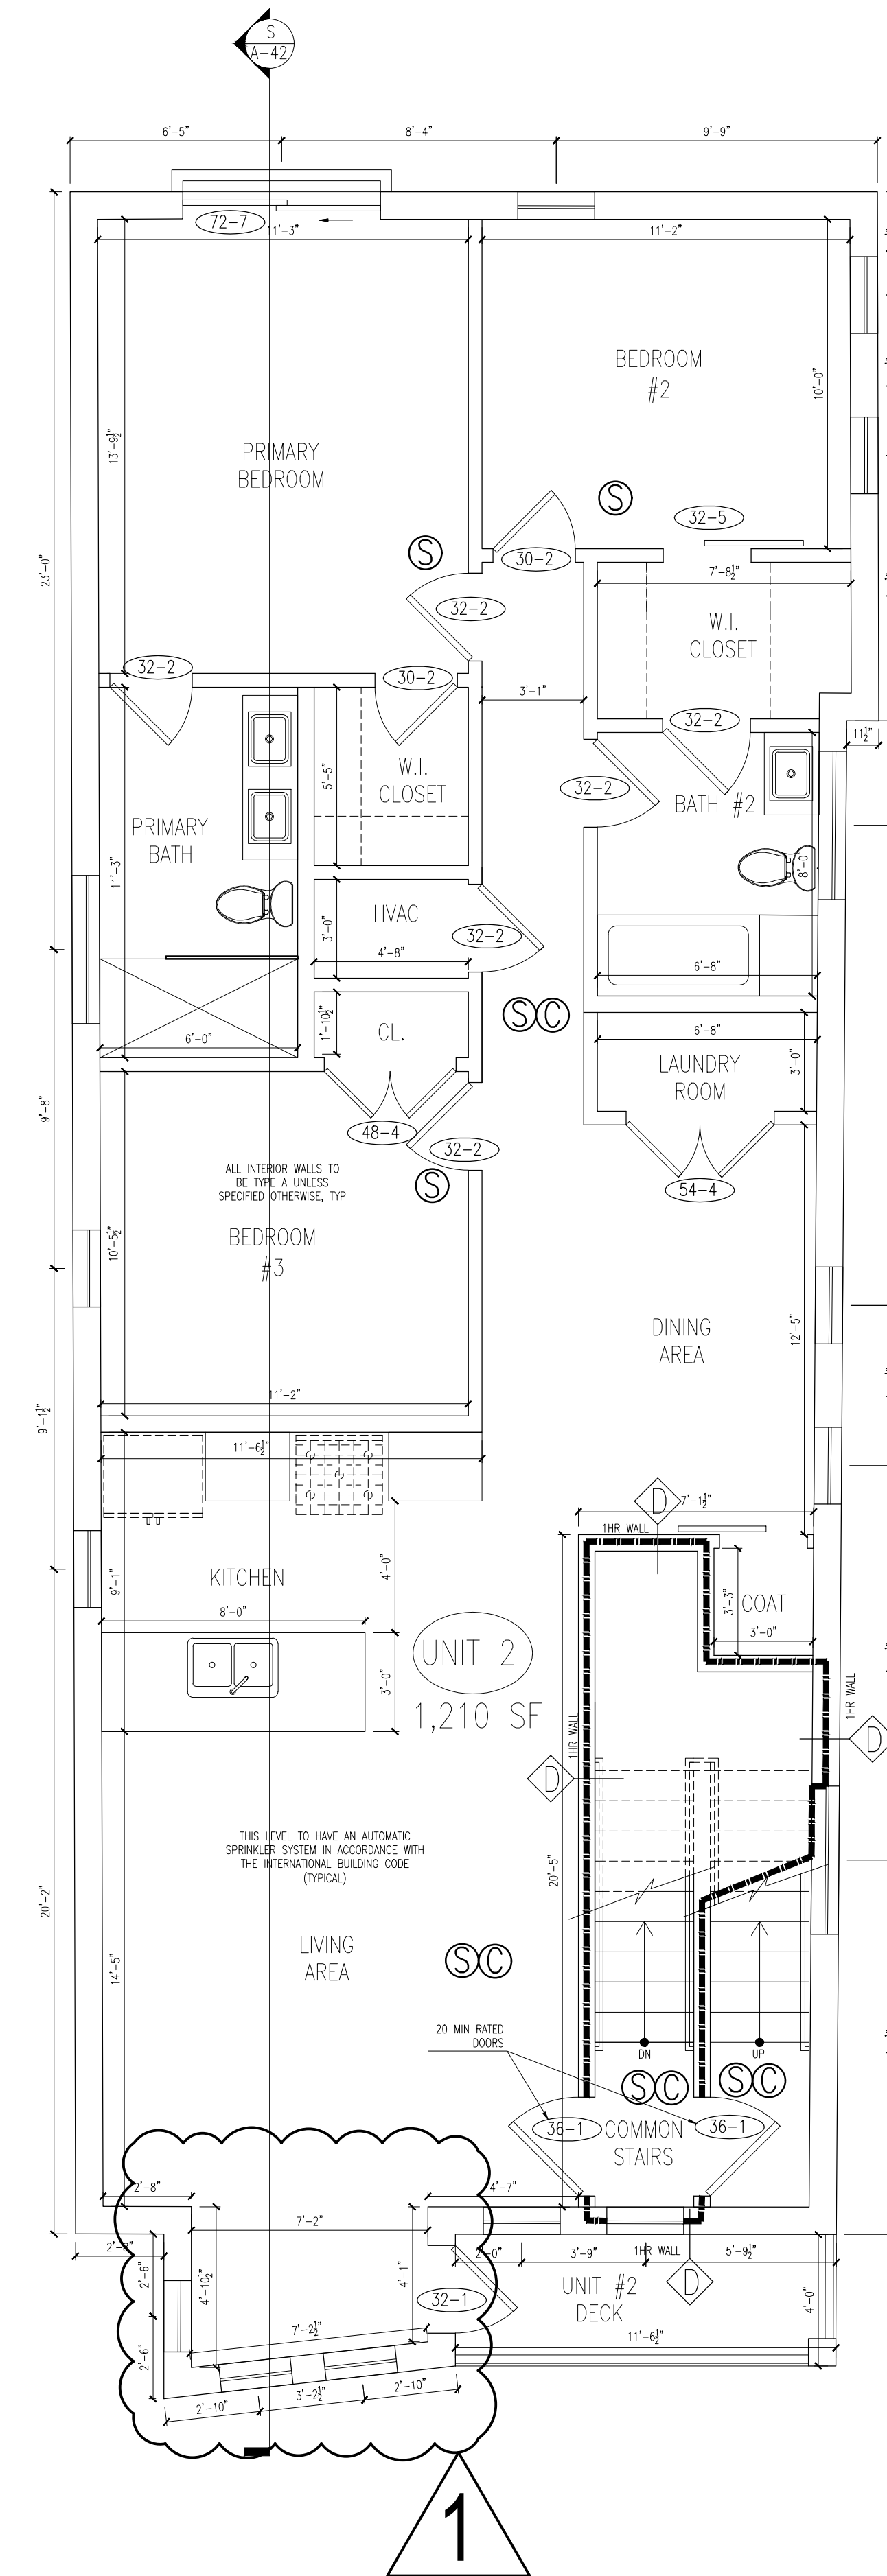 S
A-42
6'-5"
8'-4"
9'-9"
72-7
11'-3"
11'-2"
BEDROOM
#2
10'-0"
13'-9½"
PRIMARY
BEDROOM
23'-0"
S
S
32-5
30-2
7'-8½"
32-2
W.I.
CLOSET
32-2
30-2
3'-1"
32-2
11½"
5'-5"
W.I.
CLOSET
32-2
BATH #2
PRIMARY
BATH
11'-3"
8'-0"
HVAC
3'-0"
4'-8"
32-2
6'-8"
S C
1'-10½"
CL.
6'-0"
6'-8"
LAUNDRY
ROOM
3'-0"
9'-8"
48-4
32-2
ALL INTERIOR WALLS TO
BE TYPE A UNLESS
SPECIFIED OTHERWISE, TYP
S
54-4
BEDROOM
#3
10'-5½"
DINING
AREA
12'-5"
11'-2"
9'-1½"
11'-6½"
D
7'-1½"
1HR WALL
KITCHEN
9'-1"
4'-0"
8'-0"
3'-3"
COAT
3'-0"
UNIT 2
1,210 SF
3'-0"
1HR WALL
1HR WALL
D
D
THIS LEVEL TO HAVE AN AUTOMATIC
SPRINKLER SYSTEM IN ACCORDANCE WITH
THE INTERNATIONAL BUILDING CODE
(TYPICAL)
20'-2"
20'-5"
LIVING
AREA
14'-5"
S C
20 MIN RATED
DOORS
DN
UP
S C
S C
36-1
COMMON
STAIRS
36-1
2'-8"
4'-7"
7'-2"
2'-0"
3'-9"
1HR WALL
5'-9½"
2'-6"
4'-10½"
4'-1"
32-1
UNIT #2
DECK
D
4'-0"
7'-2½"
11'-6½"
2'-6"
2'-10"
3'-2½"
2'-10"
1